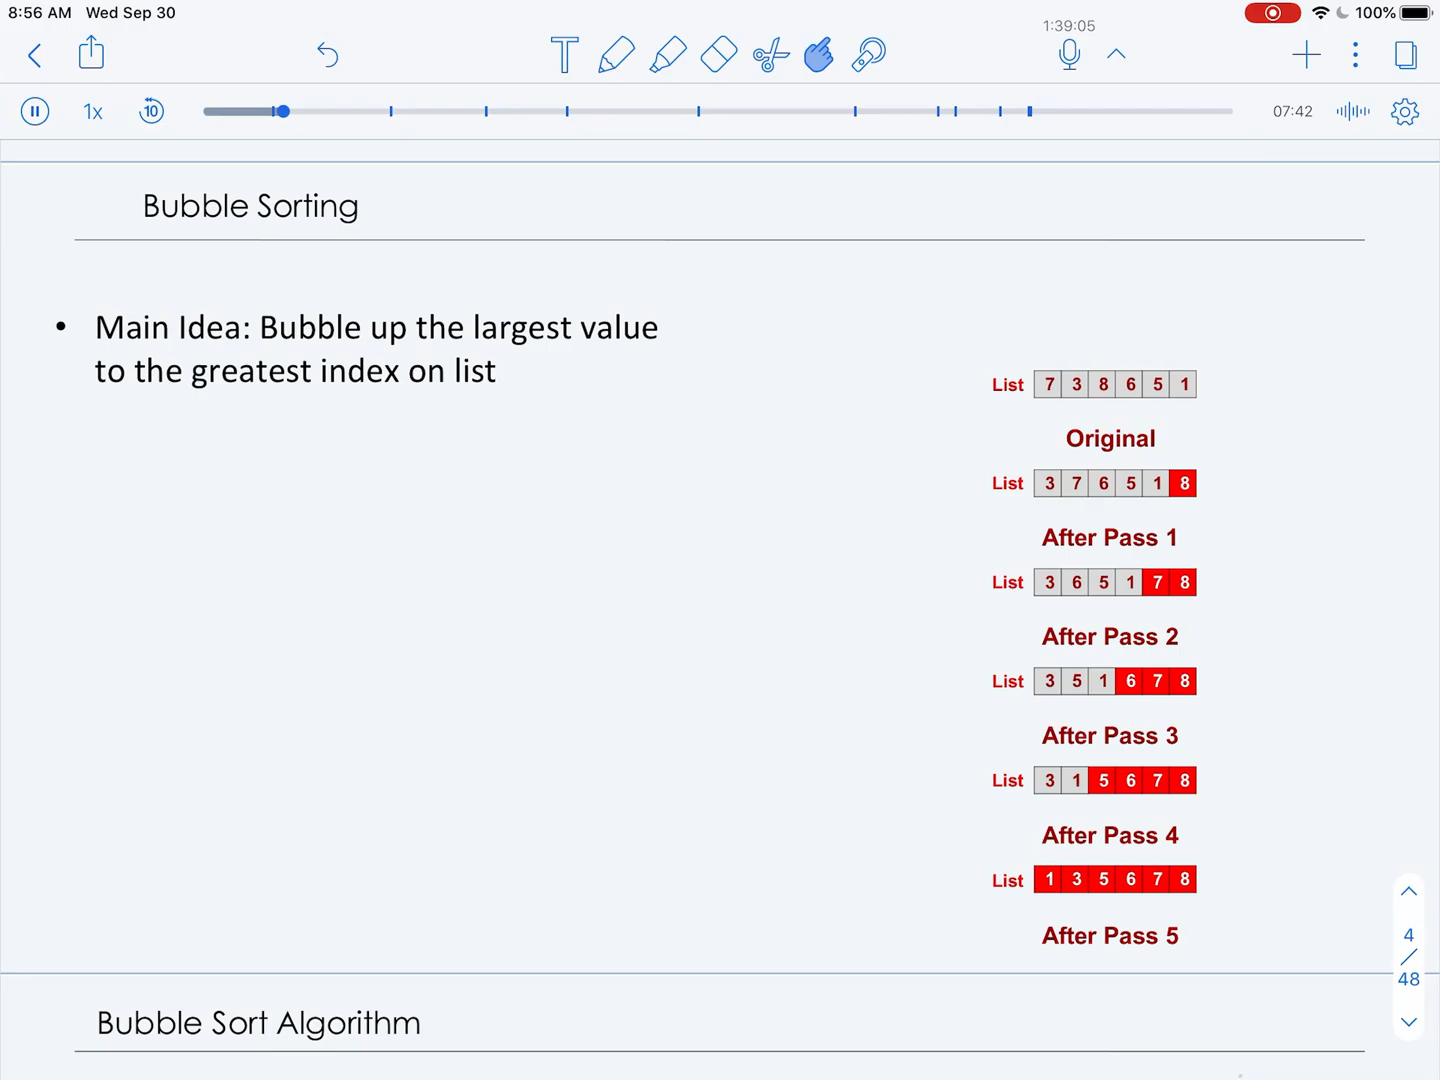 8:56 AM Wed Sep 30
100%
1:39:05
T
1x
10
07:42
Bubble Sorting
• Main Idea: Bubble up the largest value
to the greatest index on list
List 7 3 8 6 5 1
Original
List 3 7 6 5 1 8
After Pass 1
List 3 6 5 1 7 8
After Pass 2
List 3 5 1 6 7 8
After Pass 3
List 3 1 5 6 7 8
After Pass 4
List 1 3 5 6 7 8
After Pass 5
4
/
48
Bubble Sort Algorithm